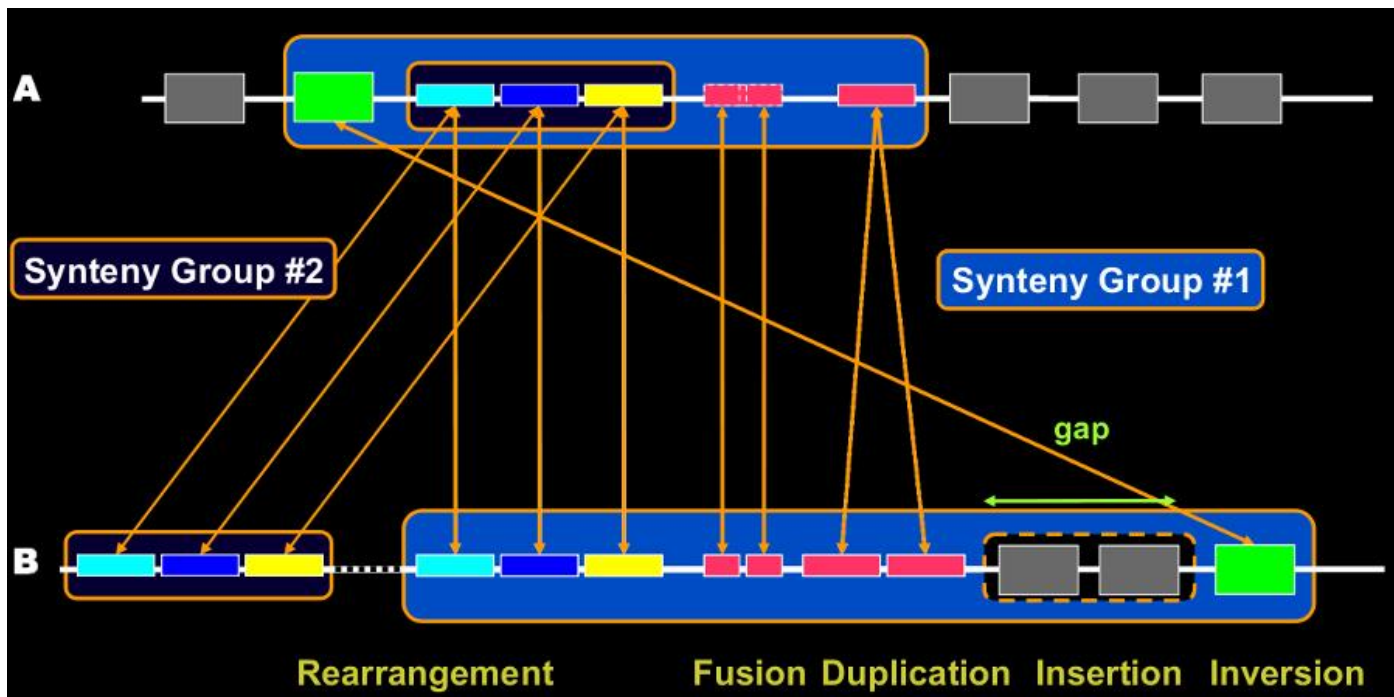 A
Synteny Group #2
Synteny Group #1
gap
B
Rearrangement Fusion Duplication Insertion Inversion